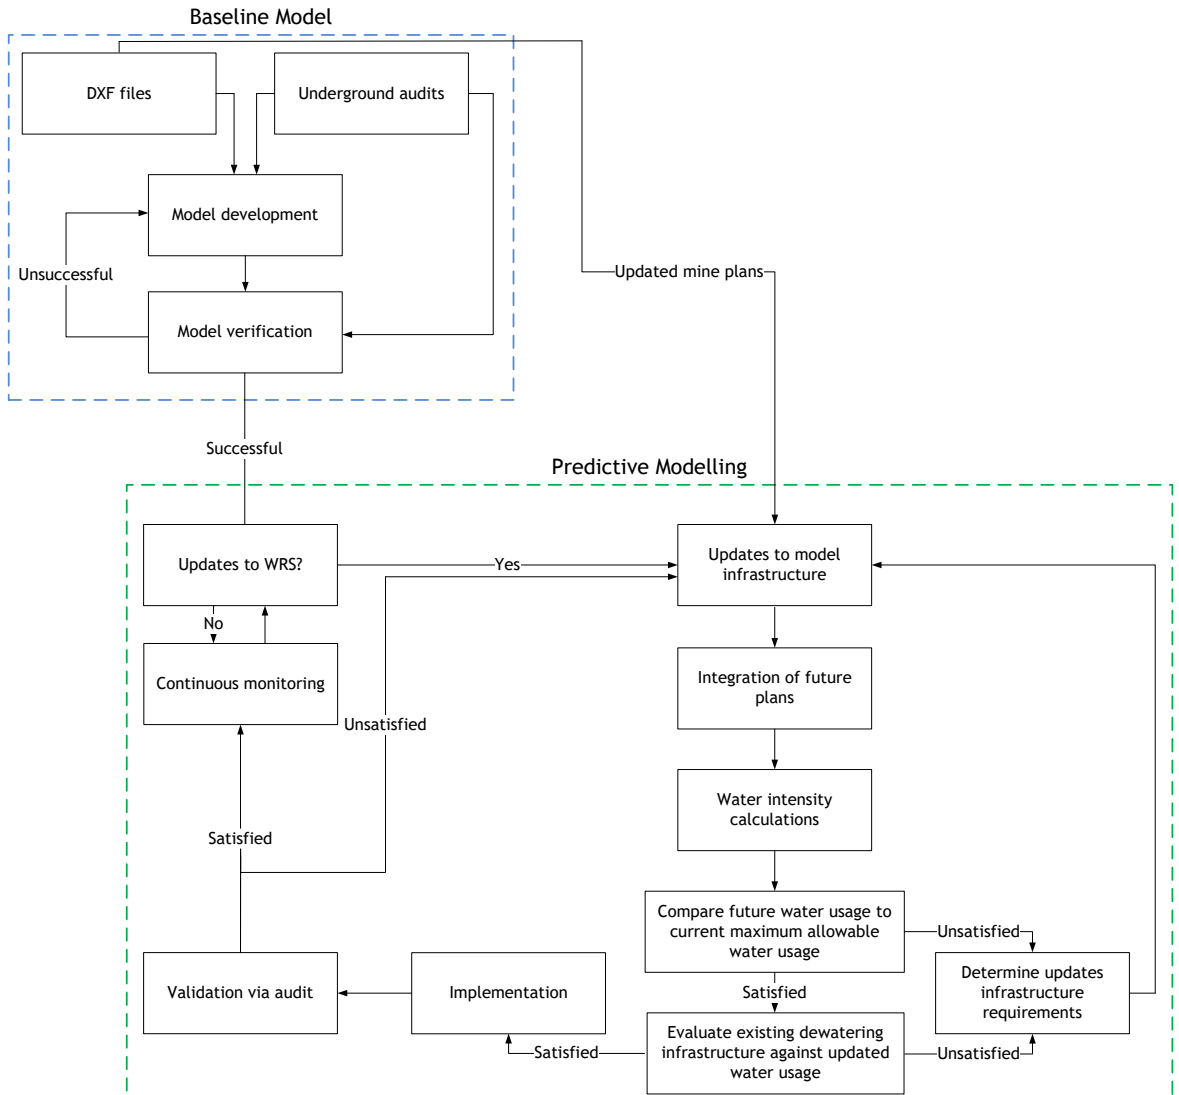 Baseline Model
DXF files
Underground audits
Model development
Unsuccessful
Updated mine plans
Model verification
Successful
Predictive Modelling
Updates to WRS?
Yes
Updates to model
infrastructure
No
Continuous monitoring
Integration of future
plans
Unsatisfied
Water intensity
calculations
Satisfied
Compare future water usage to
current maximum allowable
water usage
Unsatisfied
Validation via audit
Implementation
Satisfied
Determine updates
infrastructure
requirements
Evaluate existing dewatering
infrastructure against updated
water usage
Satisfied
Unsatisfied